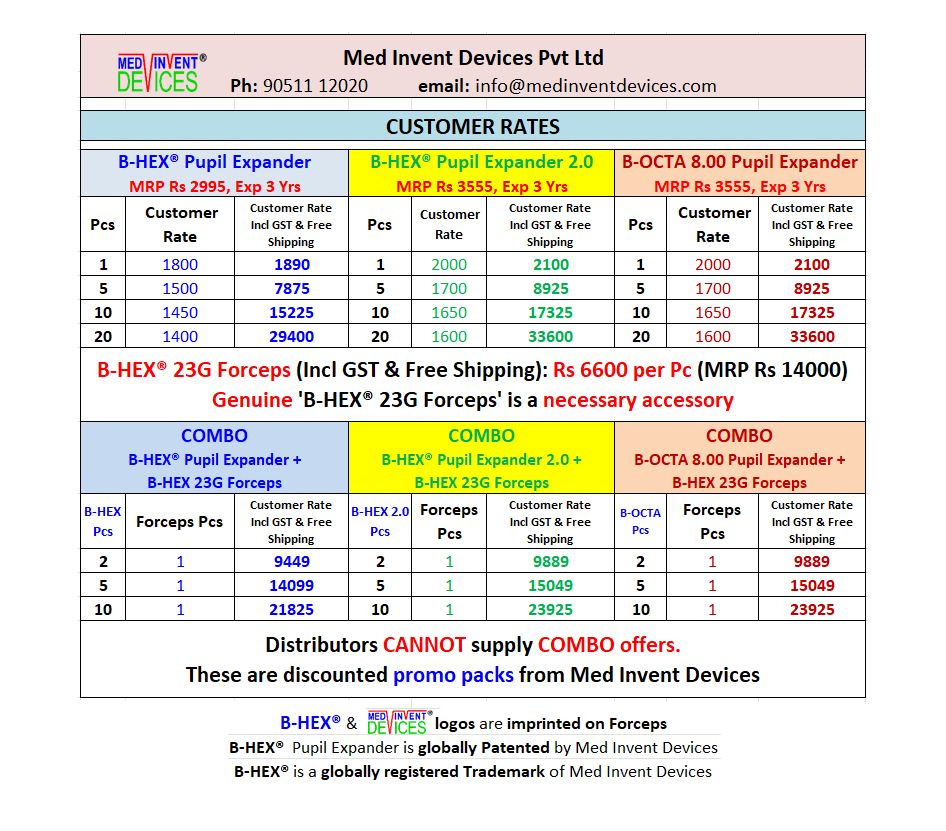 MED INVENT® DEVICES
Med Invent Devices Pvt Ltd
Ph: 90511 12020 email: info@medinventdevices.com
CUSTOMER RATES
B-HEX® Pupil Expander B-HEX® Pupil Expander 2.0 B-OCTA 8.00 Pupil Expander
MRP Rs 2995, Exp 3 Yrs MRP Rs 3555, Exp 3 Yrs MRP Rs 3555, Exp 3 Yrs
Pcs Customer Rate Customer Rate Incl GST & Free Shipping Pcs Customer Rate Customer Rate Incl GST & Free Shipping Pcs Customer Rate Customer Rate Incl GST & Free Shipping
1 1800 1890 1 2000 2100 1 2000 2100
5 1500 7875 5 1700 8925 5 1700 8925
10 1450 15225 10 1650 17325 10 1650 17325
20 1400 29400 20 1600 33600 20 1600 33600
B-HEX® 23G Forceps (Incl GST & Free Shipping): Rs 6600 per Pc (MRP Rs 14000)
Genuine 'B-HEX® 23G Forceps' is a necessary accessory
COMBO COMBO COMBO
B-HEX® Pupil Expander + B-HEX® Pupil Expander 2.0 + B-OCTA 8.00 Pupil Expander +
B-HEX 23G Forceps B-HEX 23G Forceps B-HEX 23G Forceps
B-HEX Pcs Forceps Pcs Customer Rate Incl GST & Free Shipping B-HEX 2.0 Pcs Forceps Pcs Customer Rate Incl GST & Free Shipping B-OCTA Pcs Forceps Pcs Customer Rate Incl GST & Free Shipping
2 1 9449 2 1 9889 2 1 9889
5 1 14099 5 1 15049 5 1 15049
10 1 21825 10 1 23925 10 1 23925
Distributors CANNOT supply COMBO offers.
These are discounted promo packs from Med Invent Devices
B-HEX® & MED INVENT® DEVICES logos are imprinted on Forceps
B-HEX® Pupil Expander is globally Patented by Med Invent Devices
B-HEX® is a globally registered Trademark of Med Invent Devices